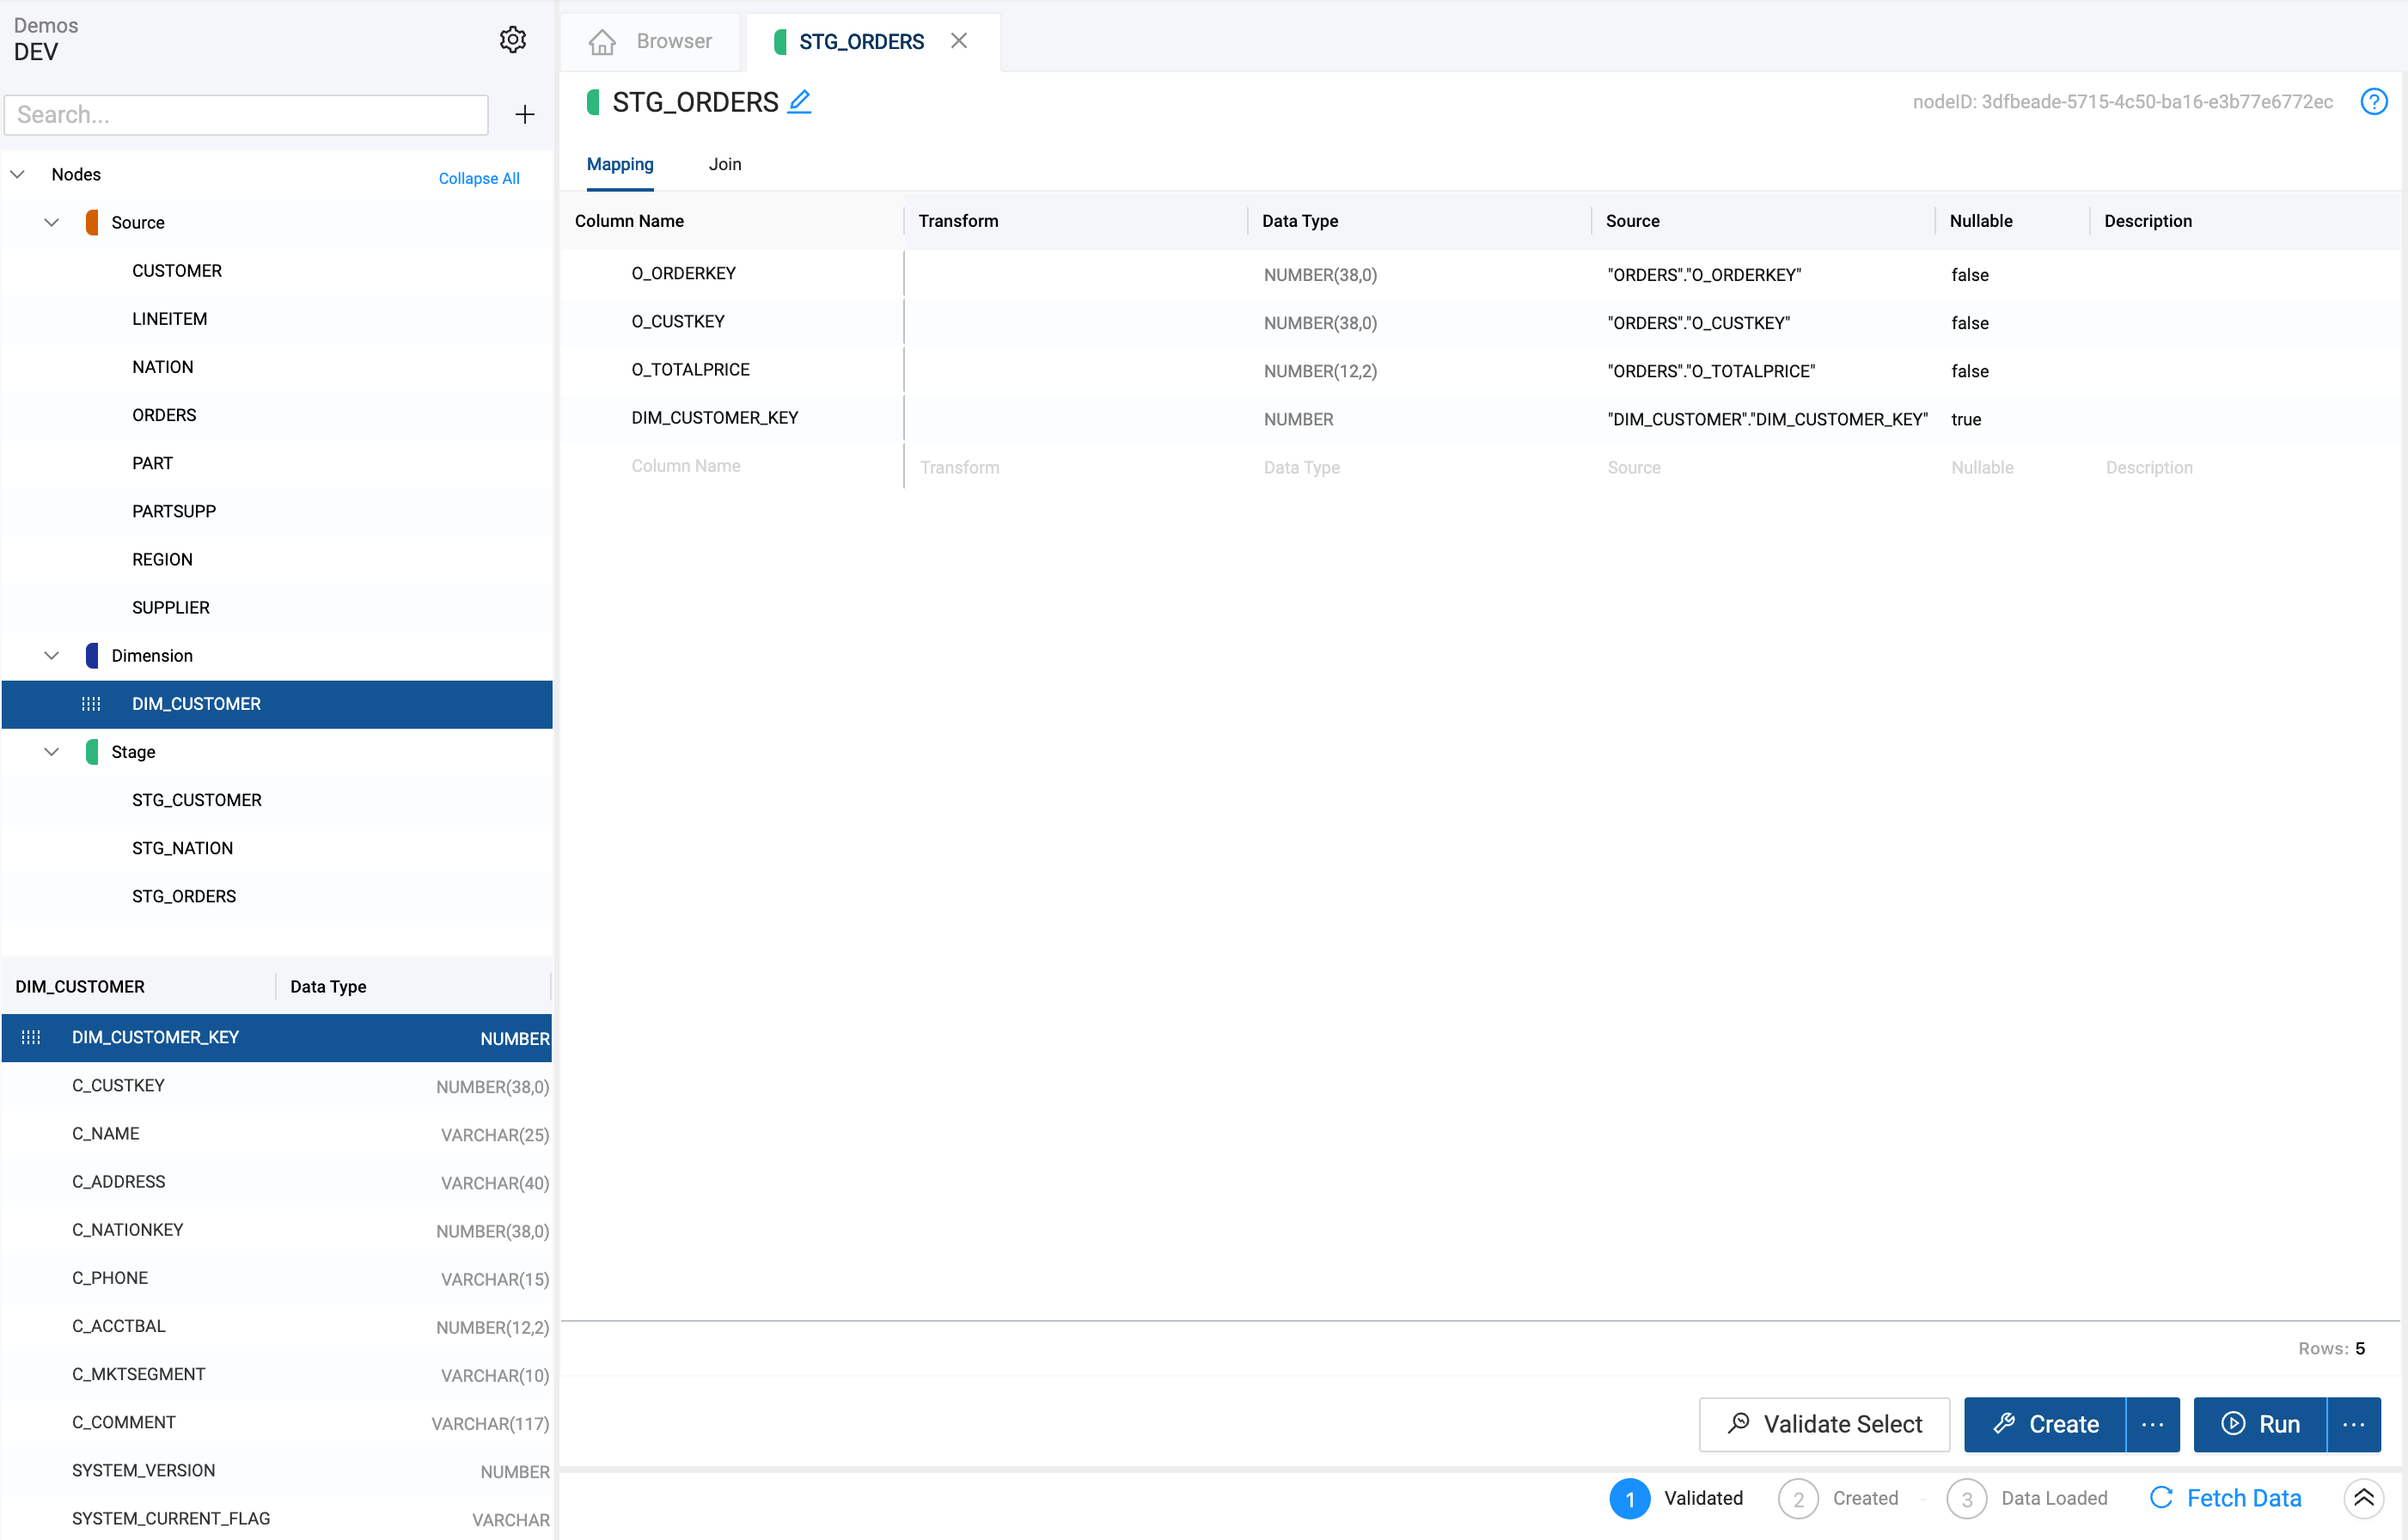 Demos
DEV
Search...
Nodes
Collapse All
Source
CUSTOMER
LINEITEM
NATION
ORDERS
PART
PARTSUPP
REGION
SUPPLIER
Dimension
DIM_CUSTOMER
Stage
STG_CUSTOMER
STG_NATION
STG_ORDERS
DIM_CUSTOMER Data Type
DIM_CUSTOMER_KEY NUMBER
C_CUSTKEY NUMBER(38,0)
C_NAME VARCHAR(25)
C_ADDRESS VARCHAR(40)
C_NATIONKEY NUMBER(38,0)
C_PHONE VARCHAR(15)
C_ACCTBAL NUMBER(12,2)
C_MKTSEGMENT VARCHAR(10)
C_COMMENT VARCHAR(117)
SYSTEM_VERSION NUMBER
SYSTEM_CURRENT_FLAG VARCHAR
Browser STG_ORDERS
STG_ORDERS nodeID: 3dfbeade-5715-4c50-ba16-e3b77e6772ec ?
Mapping Join
Column Name Transform Data Type Source Nullable Description
O_ORDERKEY NUMBER(38,0) "ORDERS"."O_ORDERKEY" false
O_CUSTKEY NUMBER(38,0) "ORDERS"."O_CUSTKEY" false
O_TOTALPRICE NUMBER(12,2) "ORDERS"."O_TOTALPRICE" false
DIM_CUSTOMER_KEY NUMBER "DIM_CUSTOMER"."DIM_CUSTOMER_KEY" true
Column Name Transform Data Type Source Nullable Description
Rows: 5
Validate Select Create ... Run ...
1 Validated 2 Created - 3 Data Loaded Fetch Data